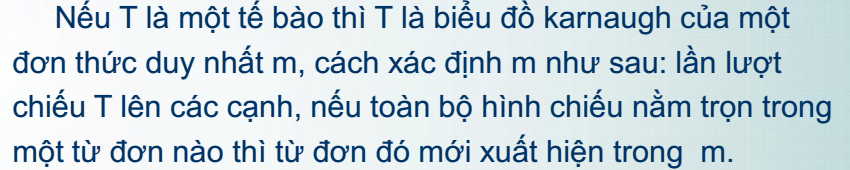 Nếu T là một tế bào thì T là biểu đồ karnaugh của một
đơn thức duy nhất m, cách xác định m như sau: lần lượt
chiếu T lên các cạnh, nếu toàn bộ hình chiếu nằm trọn trong
một từ đơn nào thì từ đơn đó mới xuất hiện trong m.